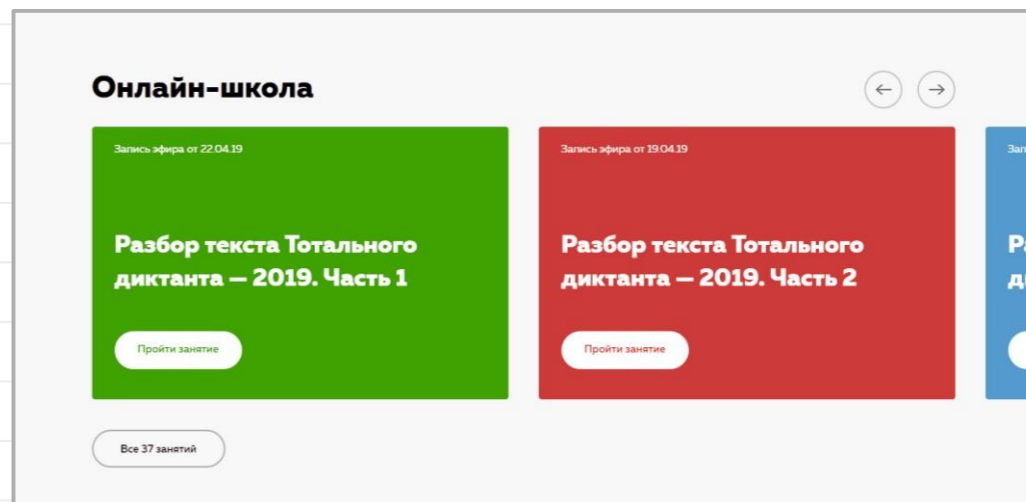 Онлайн-школа
Запись эфира от 22.04.19
Разбор текста Тотального
диктанта — 2019. Часть 1
Пройти занятие
Запись эфира от 19.04.19
Разбор текста Тотального
диктанта — 2019. Часть 2
Пройти занятие
Все 37 занятий